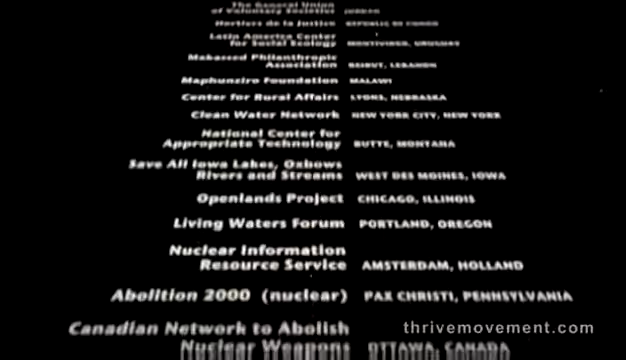 The General Union
of Voluntary Societies JORDAN
Heritiers de la Justice REPUBLIC OF CONGO
Latin America Center
for Social Ecology MONTIVIDEO, URUGUAY
Makassed Philanthropic
Association BEIRUT, LEBANON
Maphunziro Foundation MALAWI
Center for Rural Affairs LYONS, NEBRASKA
Clean Water Network NEW YORK CITY, NEW YORK
National Center for
Appropriate Technology BUTTE, MONTANA
Save All Iowa Lakes, Oxbows
Rivers and Streams WEST DES MOINES, IOWA
Openlands Project CHICAGO, ILLINOIS
Living Waters Forum PORTLAND, OREGON
Nuclear Information
Resource Service AMSTERDAM, HOLLAND
Abolition 2000 (nuclear) PAX CHRISTI, PENNSYLVANIA
Canadian Network to Abolish
Nuclear Weapons OTTAWA, CANADA
thrivemovement.com